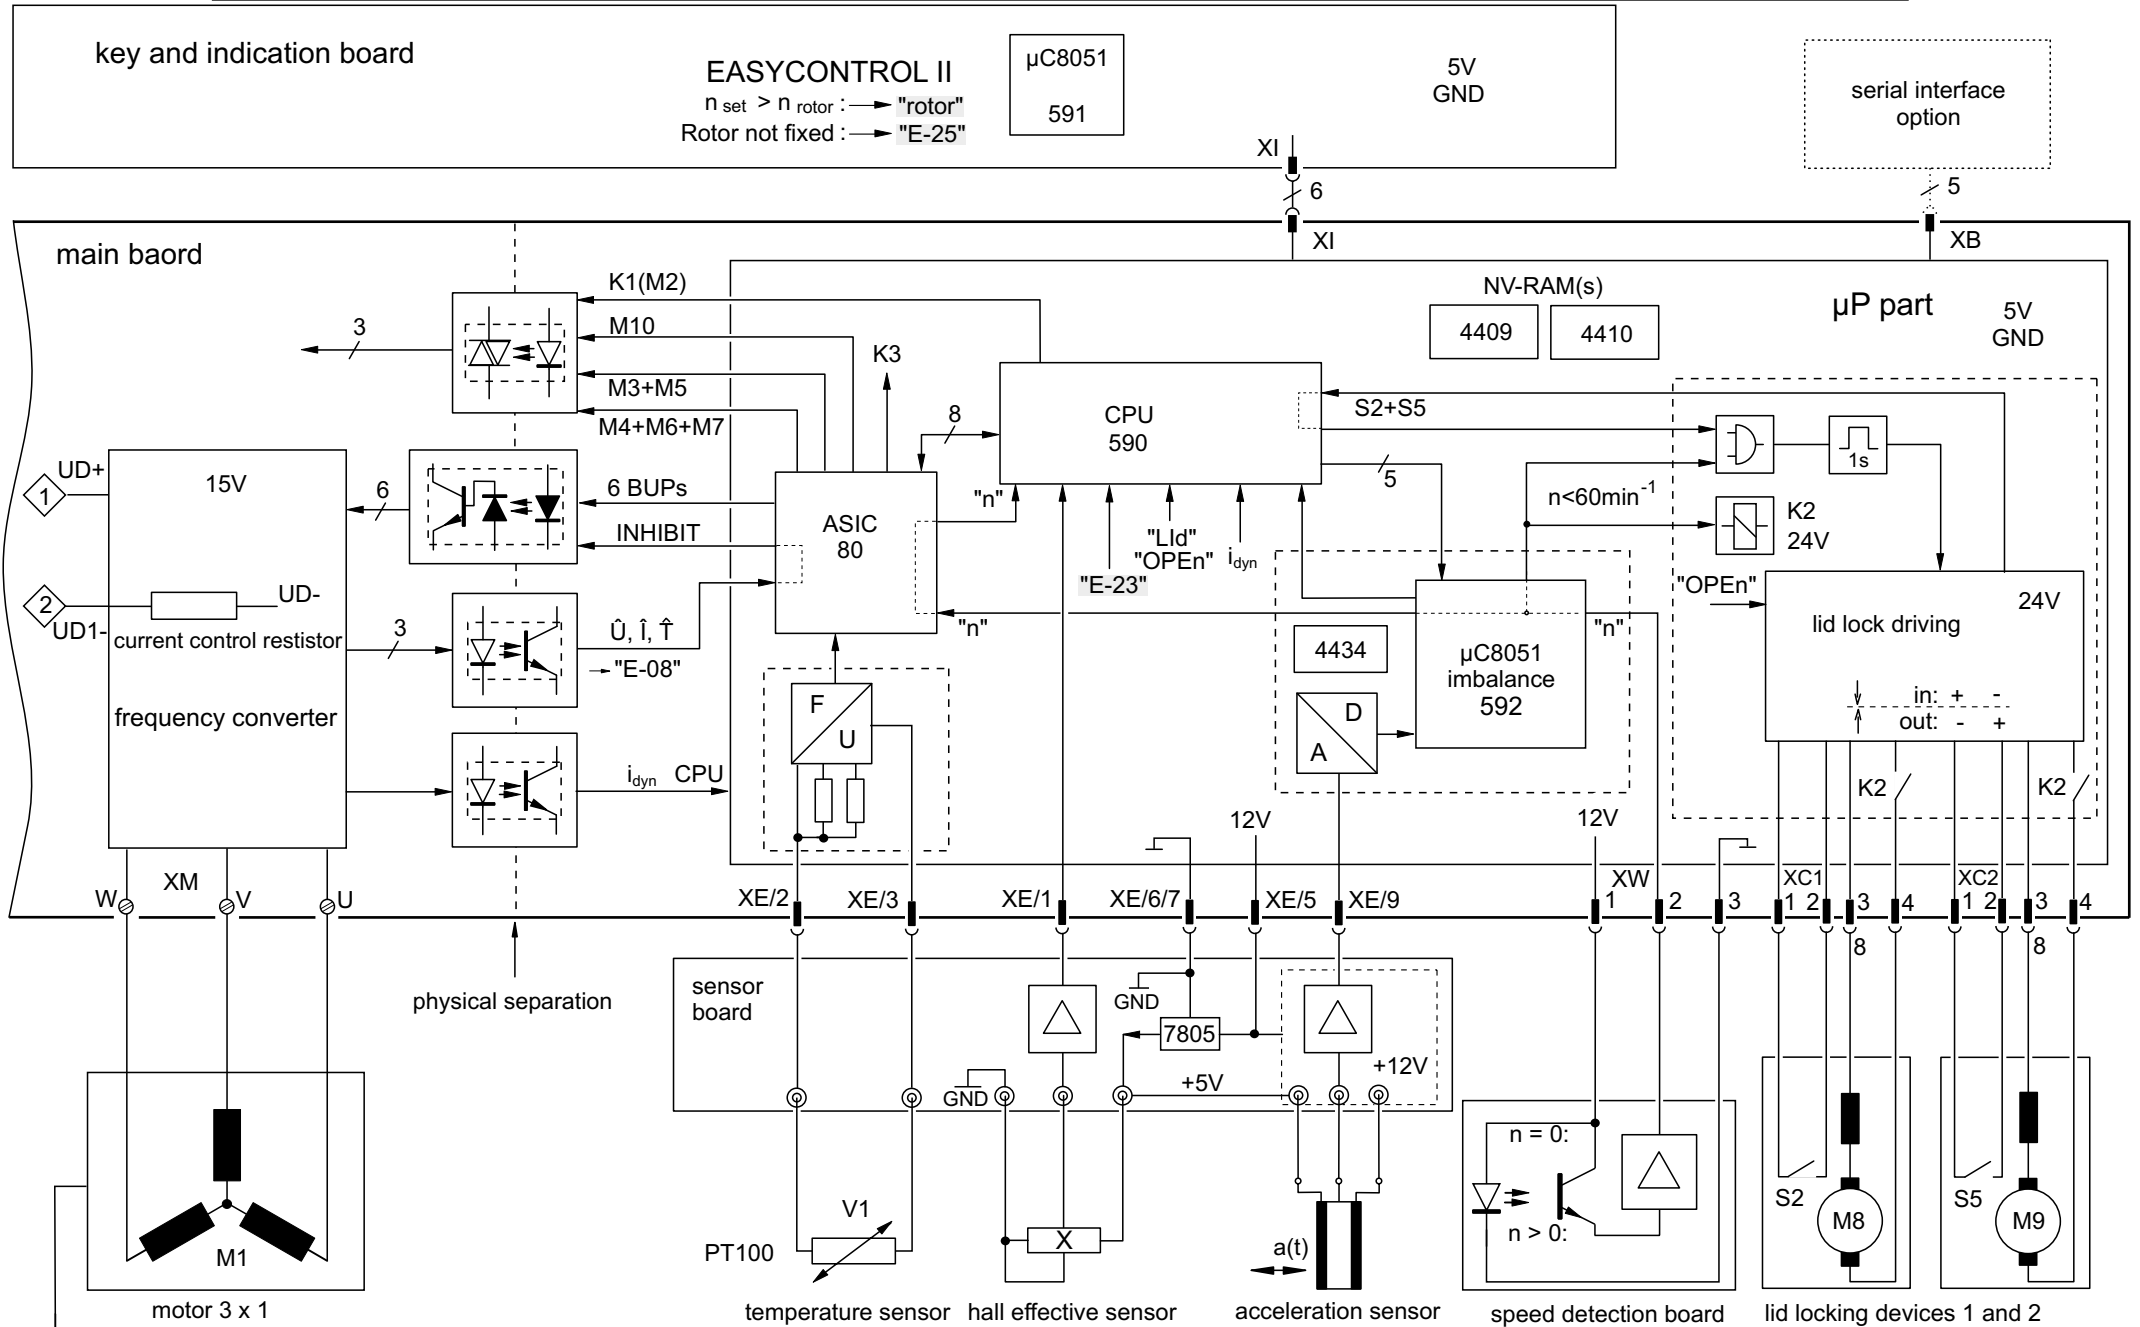 key and indication board
EASYCONTROL II
n set > n rotor : "rotor"
Rotor not fixed : "E-25"
µC8051
591
5V
GND
serial interface
option
XI
6
5
main baord
XI
XB
K1(M2)
M10
M3+M5
M4+M6+M7
3
K3
NV-RAM(s)
4409
4410
µP part
5V
GND
CPU
590
8
S2+S5
5
1s
UD+
1
15V
6
6 BUPs
INHIBIT
ASIC
80
"n"
"LId"
"OPEn"
i dyn
"E-23"
n<60min-1
K2
24V
"OPEn"
2
UD1-
UD-
current control restistor
frequency converter
3
Û, Î, T̂
"E-08"
"n"
"n"
4434
µC8051
imbalance
592
24V
lid lock driving
in: + -
out: - +
F
U
D
A
i dyn CPU
K2
K2
12V
12V
W
XM
V
U
XE/2
XE/3
XE/1
XE/6/7
XE/5
XE/9
XW
1
2
3
XC1
1
2
3
4
XC2
1
2
3
4
8
8
physical separation
sensor
board
GND
7805
+12V
GND
+5V
n = 0:
n > 0:
S2
M8
S5
M9
M1
V1
PT100
X
a(t)
motor 3 x 1
temperature sensor
hall effective sensor
acceleration sensor
speed detection board
lid locking devices 1 and 2